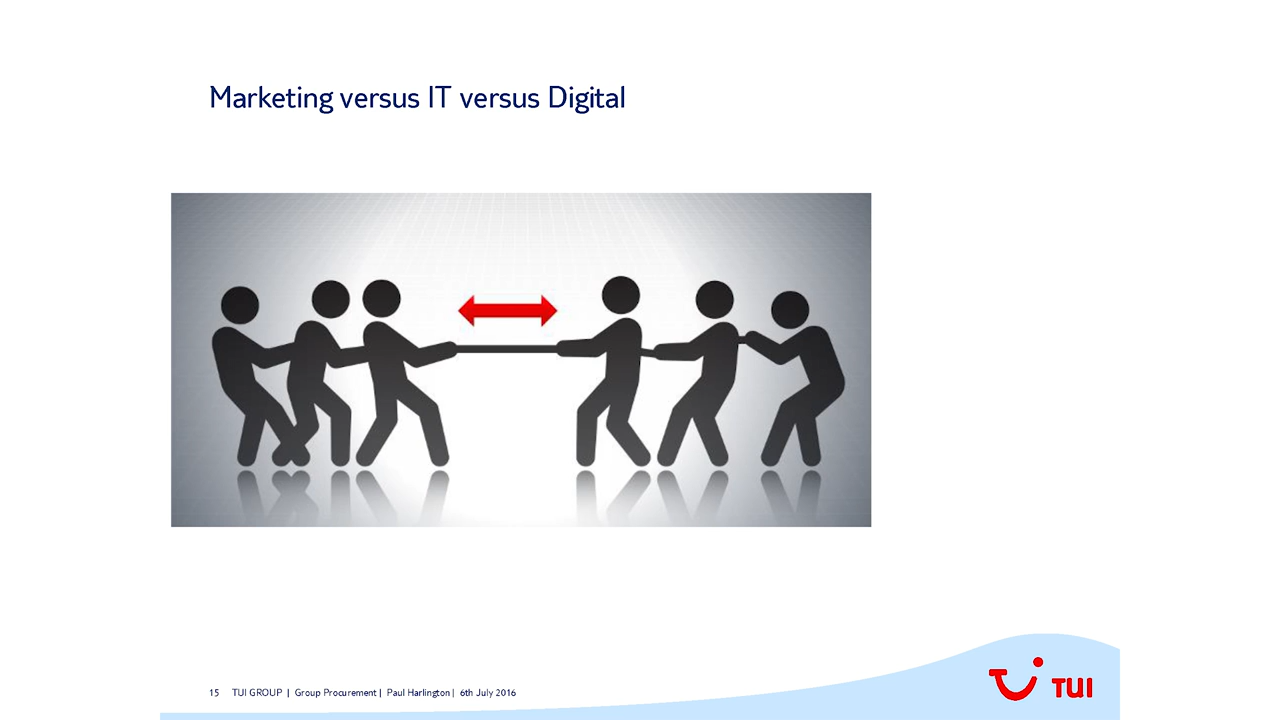 Marketing versus IT versus Digital
15 TUI GROUP | Group Procurement | Paul Harlington | 6th July 2016
TUI